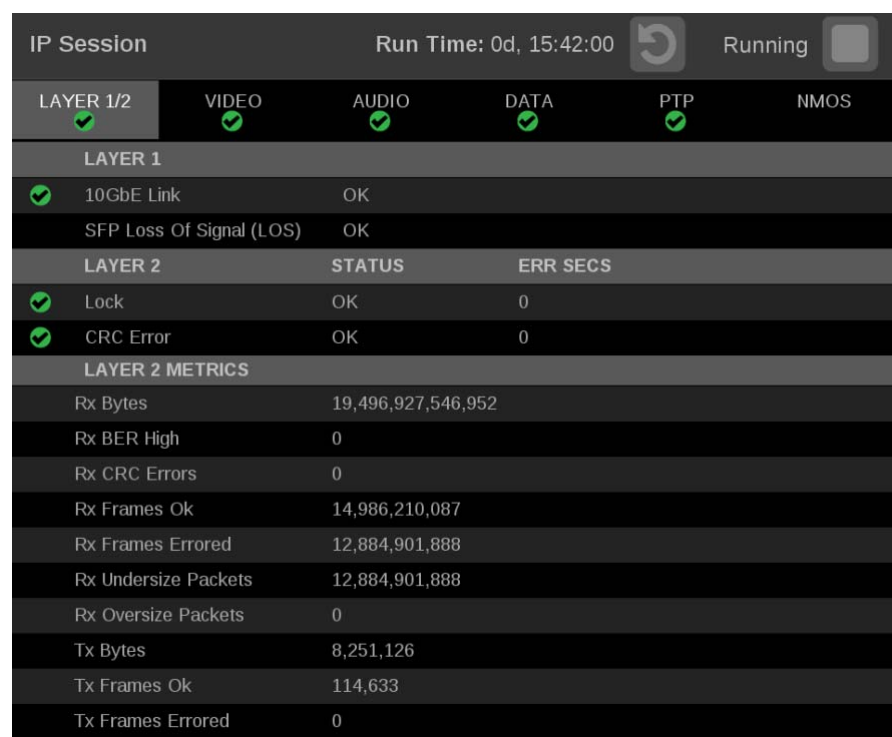 IP Session Run Time: 0d, 15:42:00 Running
LAYER 1/2 VIDEO AUDIO DATA PTP NMOS
LAYER 1
10GbE Link OK
SFP Loss Of Signal (LOS) OK
LAYER 2 STATUS ERR SECS
Lock OK 0
CRC Error OK 0
LAYER 2 METRICS
Rx Bytes 19,496,927,546,952
Rx BER High 0
Rx CRC Errors 0
Rx Frames Ok 14,986,210,087
Rx Frames Errored 12,884,901,888
Rx Undersize Packets 12,884,901,888
Rx Oversize Packets 0
Tx Bytes 8,251,126
Tx Frames Ok 114,633
Tx Frames Errored 0